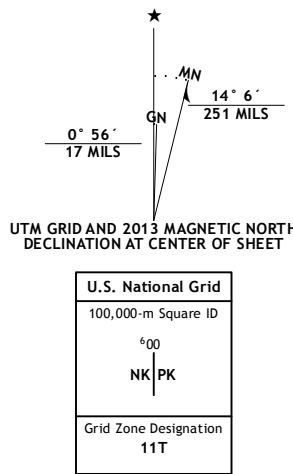 MN
14° 6´
251 MILS
GN
0° 56´
17 MILS
UTM GRID AND 2013 MAGNETIC NORTH
DECLINATION AT CENTER OF SHEET
U.S. National Grid
100,000-m Square ID
⁶00
NK PK
Grid Zone Designation
11T